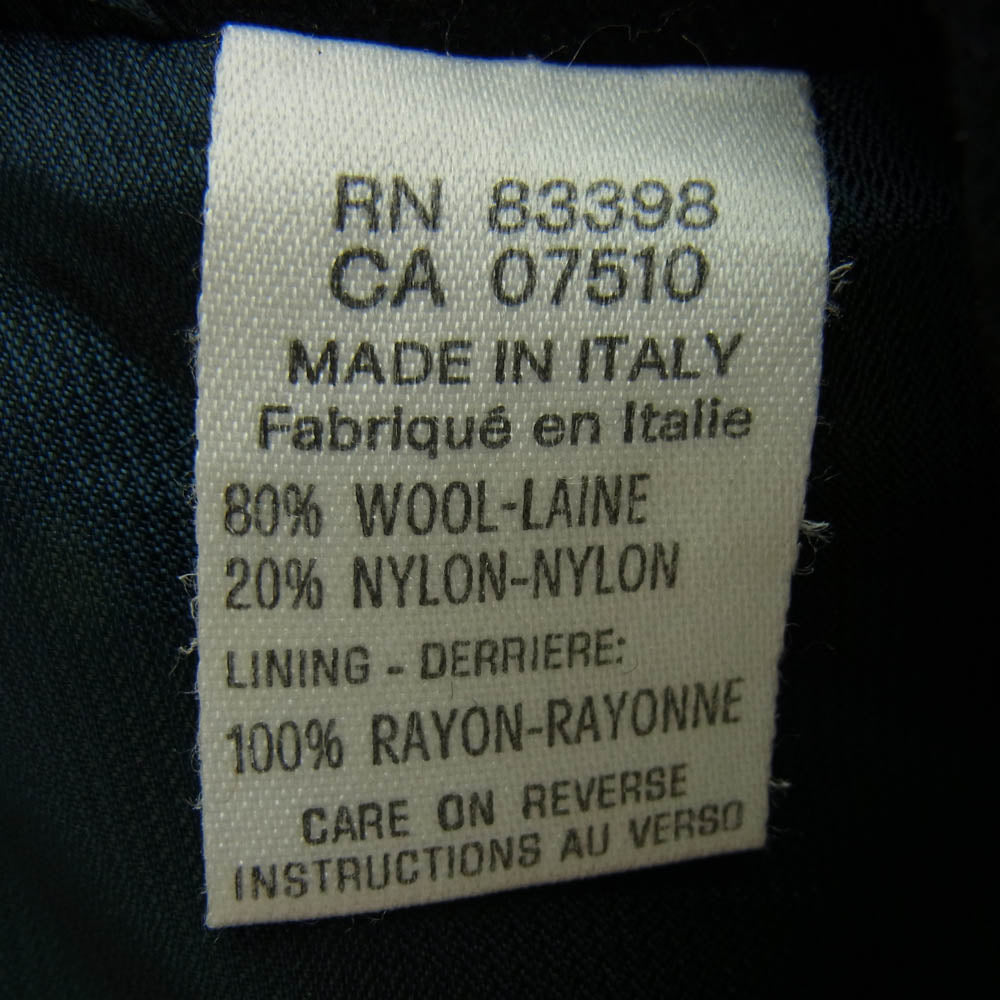 RN 83398
CA 07510
MADE IN ITALY
Fabriqué en Italie
80% WOOL-LAINE
20% NYLON-NYLON
LINING - DERRIERE:
100% RAYON-RAYONNE
CARE ON REVERSE
INSTRUCTIONS AU VERSO